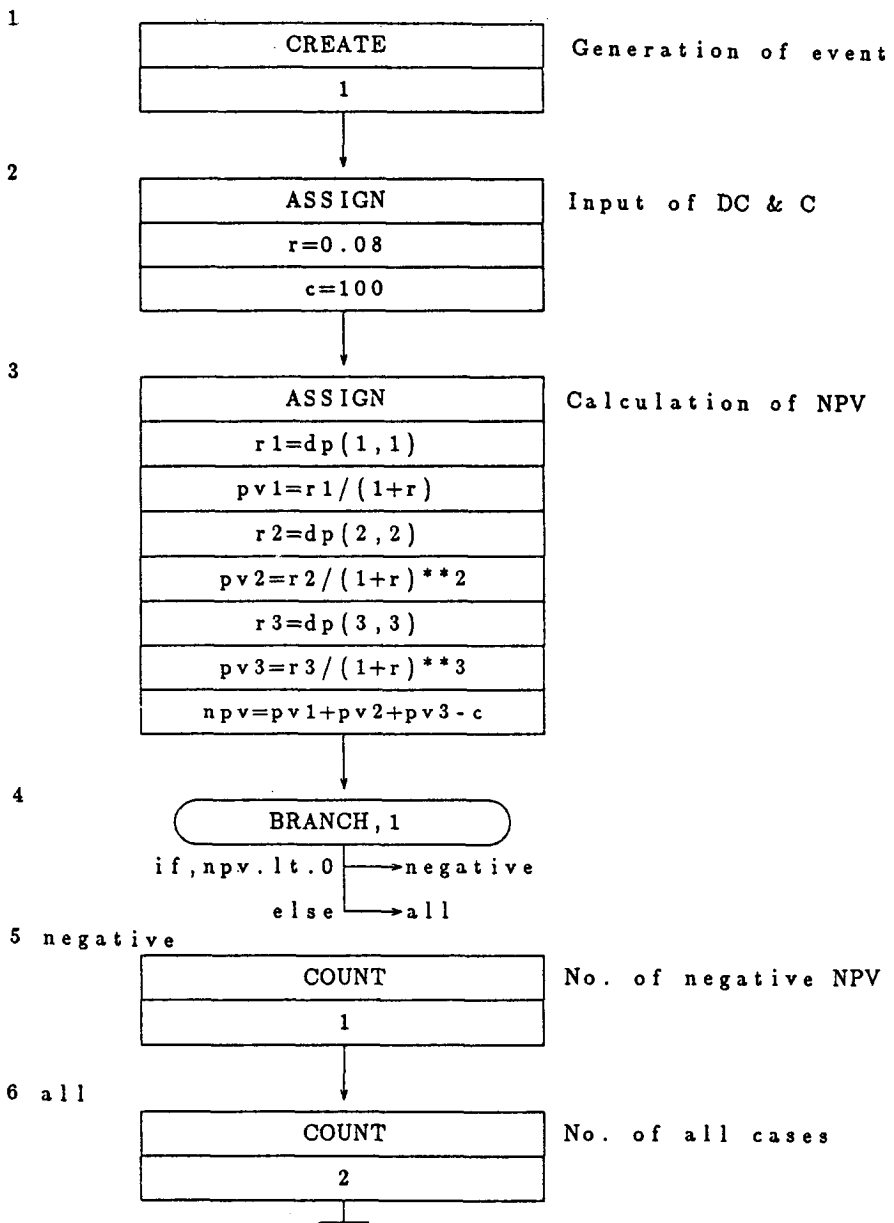 1
CREATE
Generation of event
1
2
ASSIGN
Input of DC & C
r=0.08
c=100
3
ASSIGN
Calculation of NPV
r1=dp(1,1)
pv1=r1/(1+r)
r2=dp(2,2)
pv2=r2/(1+r)**2
r3=dp(3,3)
pv3=r3/(1+r)**3
npv=pv1+pv2+pv3-c
4
BRANCH,1
if,npv.lt.0 negative
else all
5 negative
COUNT
No. of negative NPV
1
6 all
COUNT
No. of all cases
2